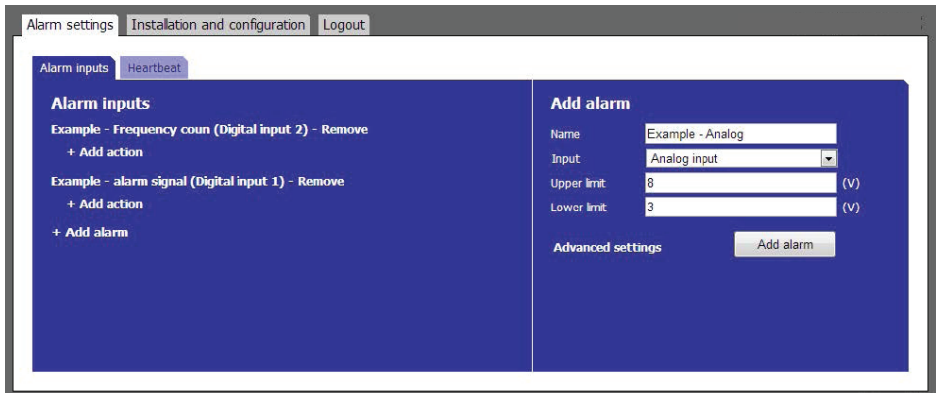 Alarm settings Installation and configuration Logout
Alarm inputs Heartbeat
Alarm inputs
Example - Frequency coun (Digital input 2) - Remove
+ Add action
Example - alarm signal (Digital input 1) - Remove
+ Add action
+ Add alarm
Add alarm
Name Example - Analog
Input Analog input
Upper limit 8 (V)
Lower limit 3 (V)
Advanced settings Add alarm